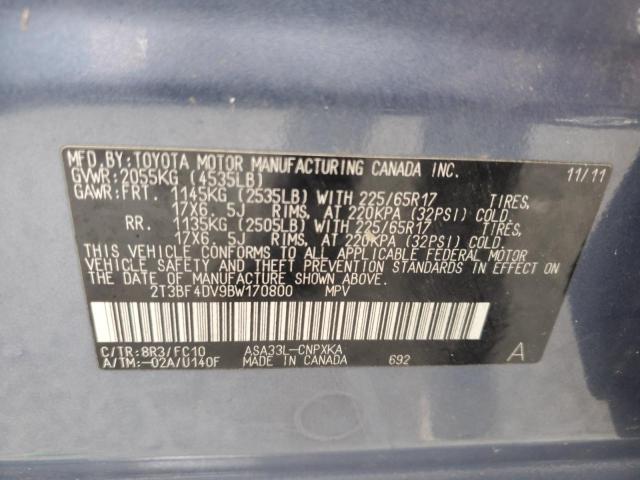 MFD.BY:TOYOTA MOTOR MANUFACTURING CANADA INC. 11/11
GVWR:2055KG (4535LB)
GAWR:FRT. 1145KG (2535LB) WITH 225/65R17 TIRES,
17X6. 5J RIMS, AT 220KPA (32PSI) COLD.
RR. 1135KG (2505LB) WITH 225/65R17 TIRES,
17X6. 5J RIMS, AT 220KPA (32PSI) COLD.
THIS VEHICLE CONFORMS TO ALL APPLICABLE FEDERAL MOTOR
VEHICLE SAFETY AND THEFT PREVENTION STANDARDS IN EFFECT ON
THE DATE OF MANUFACTURE SHOWN ABOVE.
2T3BF4DV9BW170800 MPV
C/TR:8R3/FC10 ASA33L-CNPXKA A
A/TM:-02A/U140F MADE IN CANADA 692